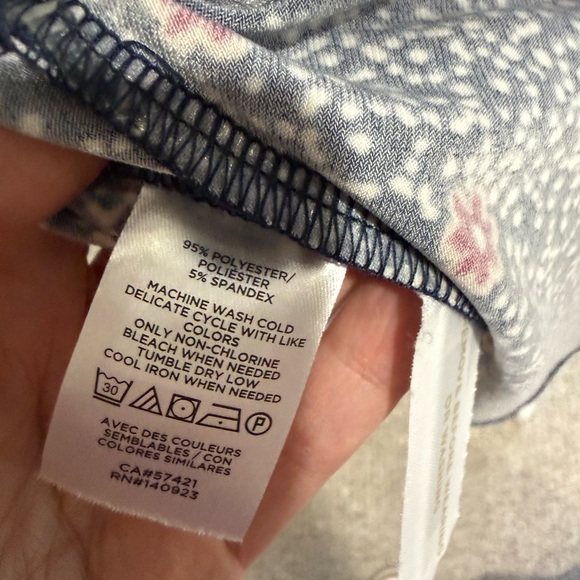 95% POLYESTER/
POLIÉSTER
5% SPANDEX
MACHINE WASH COLD
DELICATE CYCLE WITH LIKE
COLORS
ONLY NON-CHLORINE
BLEACH WHEN NEEDED
TUMBLE DRY LOW
COOL IRON WHEN NEEDED
30
P
AVEC DES COULEURS
SEMBLABLES/CON
COLORES SIMILARES
CA#57421
RN#140923